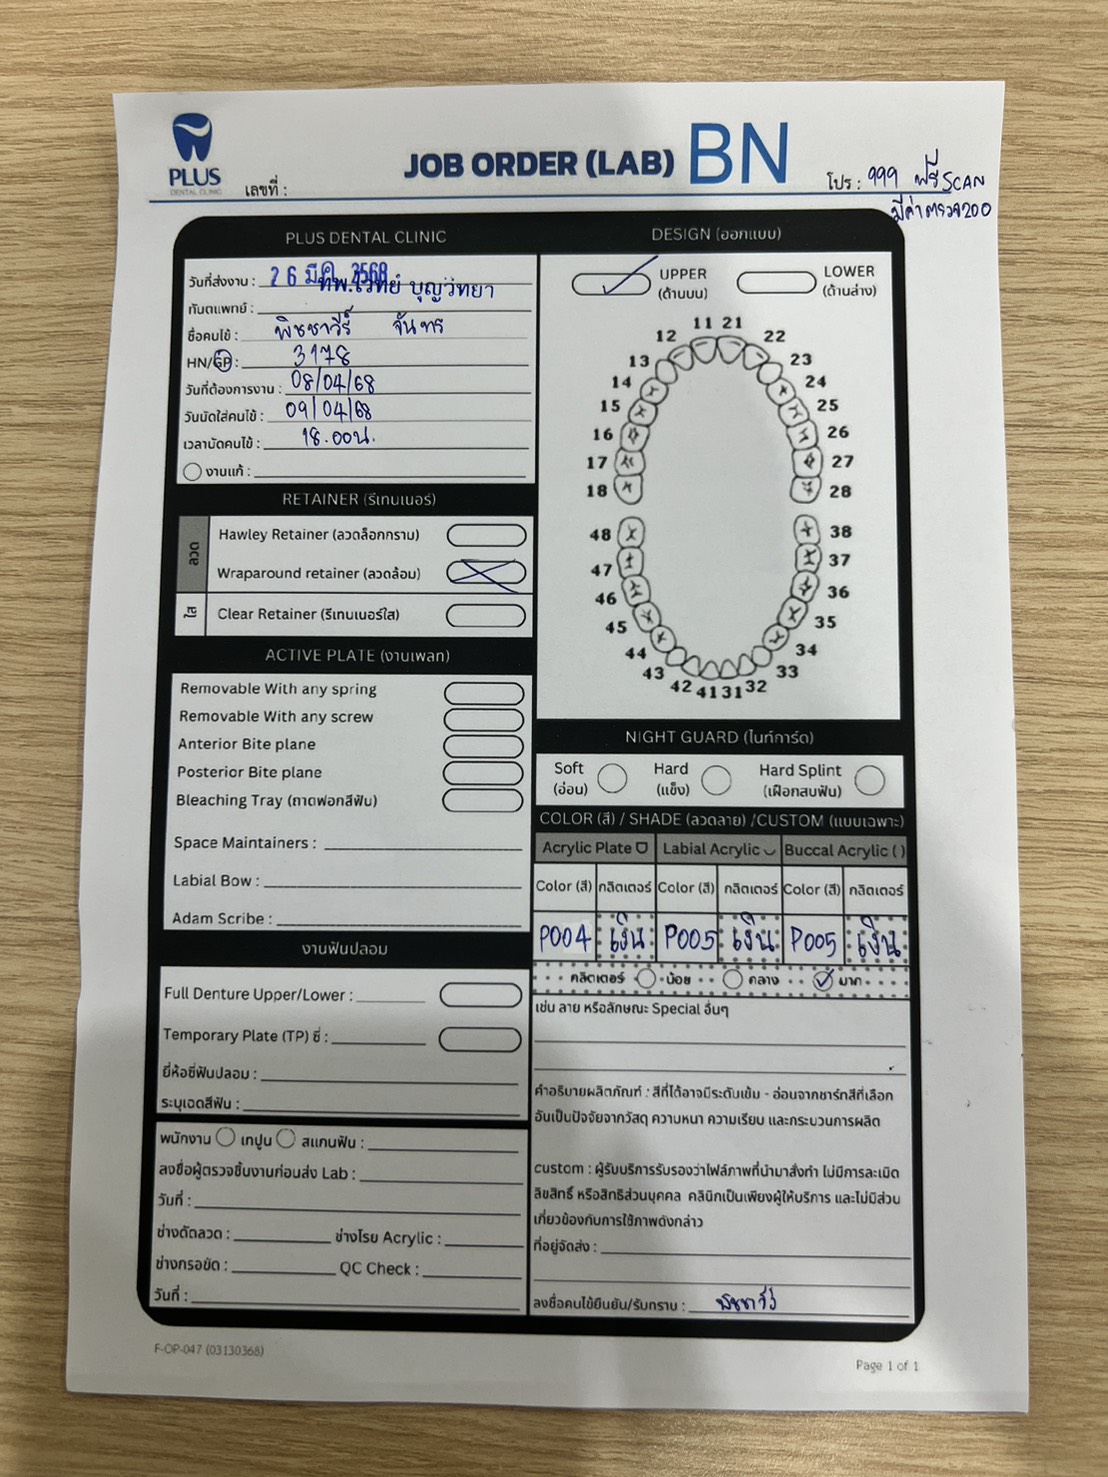 PLUS
DENTAL CLINIC
เลขที่ :
JOB ORDER (LAB) BN
โปร : 999 ฟรี SCAN
มีค่าตรวจ200
PLUS DENTAL CLINIC
วันที่ส่งงาน : 26 มี.ค. 2568
ทพ.ไวทย์ บุญวิทยา
ทันตแพทย์ :
ชื่อคนไข้ : พิชชาวีร์ จันทร
HN/GP : 3178
วันที่ต้องการงาน : 08/04/68
วันนัดใส่คนไข้ : 09/04/68
เวลานัดคนไข้ : 18.00น.
งานแก้ :
RETAINER (รีเทนเนอร์)
ลวด
Hawley Retainer (ลวดล็อกกราม)
Wraparound retainer (ลวดล้อม)
ใส
Clear Retainer (รีเทนเนอร์ใส)
ACTIVE PLATE (งานเพลท)
Removable With any spring
Removable With any screw
Anterior Bite plane
Posterior Bite plane
Bleaching Tray (ถาดฟอกสีฟัน)
Space Maintainers :
Labial Bow :
Adam Scribe :
งานฟันปลอม
Full Denture Upper/Lower :
Temporary Plate (TP) ซี่ :
ยี่ห้อซี่ฟันปลอม :
ระบุเฉดสีฟัน :
พนักงาน เทปูน สแกนฟัน :
ลงชื่อผู้ตรวจชิ้นงานก่อนส่ง Lab :
วันที่ :
ช่างดัดลวด : ช่างโรย Acrylic :
ช่างกรอขัด : QC Check :
วันที่ :
DESIGN (ออกแบบ)
UPPER
(ด้านบน)
LOWER
(ด้านล่าง)
11 21
12 22
13 23
14 24
15 25
16 26
17 27
18 28
48 38
47 37
46 36
45 35
44 34
43 33
42 41 31 32
NIGHT GUARD (ไนท์การ์ด)
Soft
(อ่อน)
Hard
(แข็ง)
Hard Splint
(เฝือกสบฟัน)
COLOR (สี) / SHADE (ลวดลาย) /CUSTOM (แบบเฉพาะ)
Acrylic Plate Labial Acrylic Buccal Acrylic ( )
Color (สี) กลิตเตอร์ Color (สี) กลิตเตอร์ Color (สี) กลิตเตอร์
P004 เงิน P005 เงิน P005 เงิน
กลิตเตอร์ น้อย กลาง มาก
เช่น ลาย หรือลักษณะ Special อื่นๆ
คำอธิบายผลิตภัณฑ์ : สีที่ได้อาจมีระดับเข้ม - อ่อนจากชาร์ทสีที่เลือก
อันเป็นปัจจัยจากวัสดุ ความหนา ความเรียบ และกระบวนการผลิต
custom : ผู้รับบริการรับรองว่าไฟล์ภาพที่นำมาสั่งทำ ไม่มีการละเมิด
ลิขสิทธิ์ หรือสิทธิส่วนบุคคล คลินิกเป็นเพียงผู้ให้บริการ และไม่มีส่วน
เกี่ยวข้องกับการใช้ภาพดังกล่าว
ที่อยู่จัดส่ง :
ลงชื่อคนไข้ยืนยัน/รับทราบ : พิชชาวีร์
F-OP-047 (03130368)
Page 1 of 1